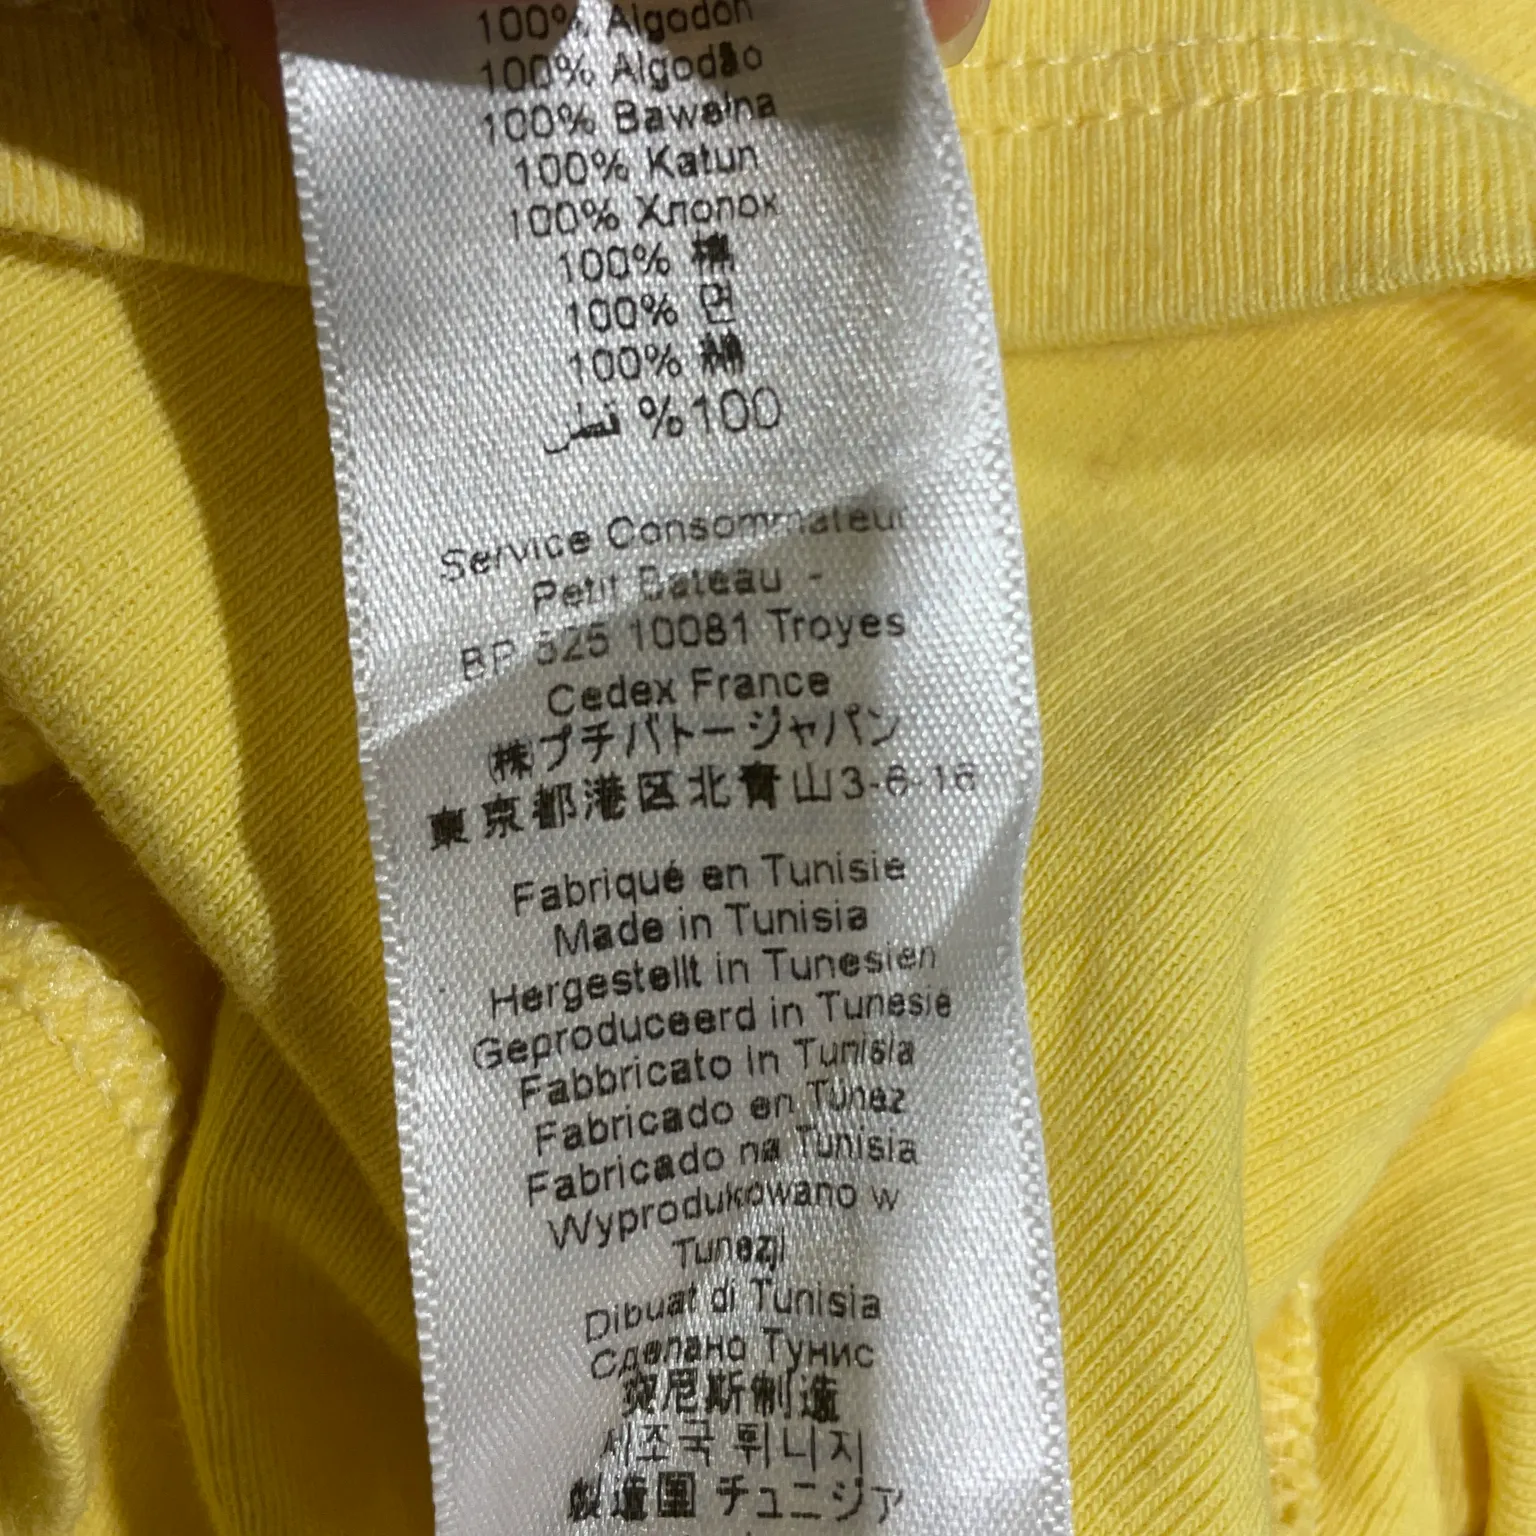 100% Algodón
100% Algodão
100% Bawełna
100% Katun
100% Хлопок
100% 棉
100% 면
100% 綿
100% قطن
Service Consommateur
Petit Bateau -
BP 525 10081 Troyes
Cedex France
(株)プチバトージャパン
東京都港区北青山3-6-16
Fabriqué en Tunisie
Made in Tunisia
Hergestellt in Tunesien
Geproduceerd in Tunesie
Fabbricato in Tunisia
Fabricado en Túnez
Fabricado na Tunísia
Wyprodukowano w
Tunezji
Dibuat di Tunisia
Сделано Тунис
突尼斯制造
제조국 튀니지
製造国 チュニジア